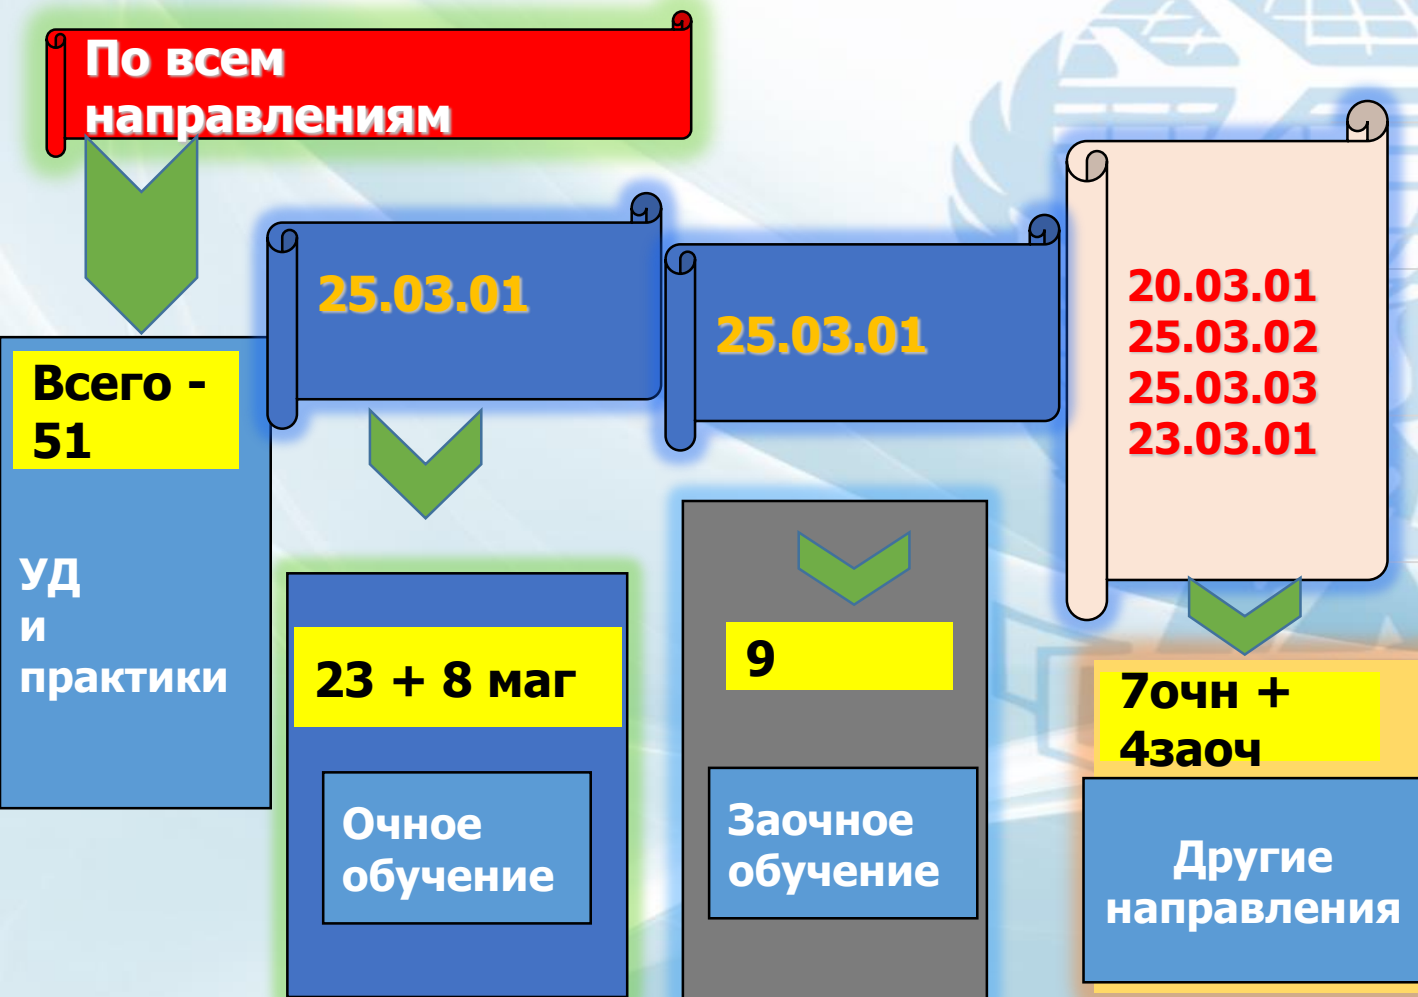 По всем
направлениям
25.03.01
25.03.01
20.03.01
25.03.02
25.03.03
23.03.01
Всего -
51
УД
и
практики
23 + 8 маг
9
7очн +
4заоч
Очное
обучение
Заочное
обучение
Другие
направления